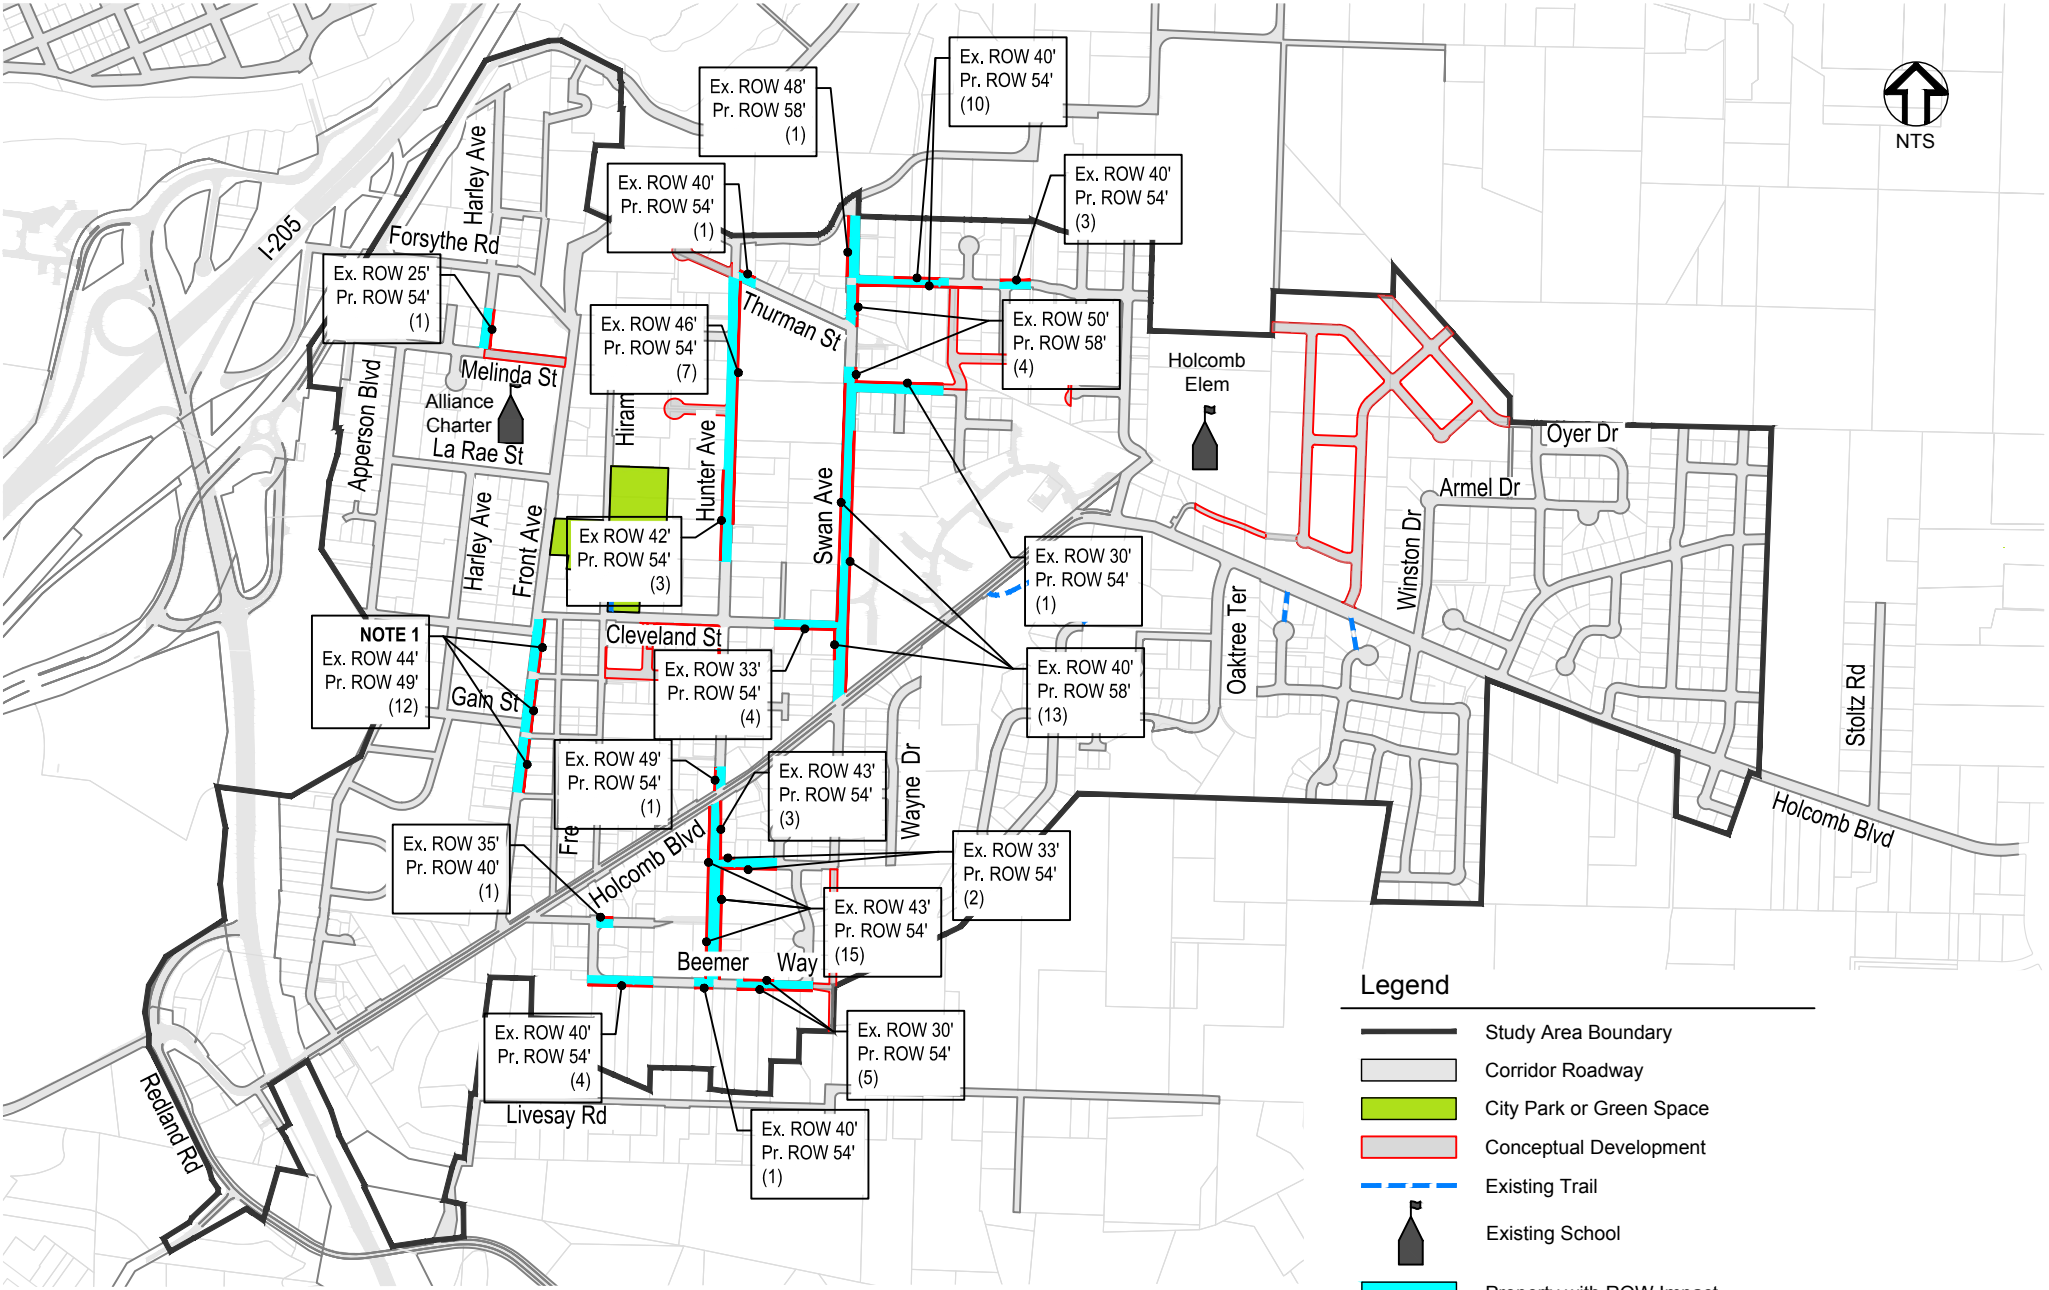 Ex. ROW 40'
Pr. ROW 54'
(10)
Ex. ROW 48'
Pr. ROW 58'
(1)
NTS
Harley Ave
Ex. ROW 40'
Pr. ROW 54'
(3)
Ex. ROW 40'
Pr. ROW 54'
(1)
I-205
Forsythe Rd
Ex. ROW 25'
Pr. ROW 54'
(1)
Thurman St
Ex. ROW 46'
Pr. ROW 54'
(7)
Ex. ROW 50'
Pr. ROW 58'
(4)
Holcomb
Elem
Melinda St
Apperson Blvd
Alliance
Charter
Hiram
La Rae St
Hunter Ave
Swan Ave
Oyer Dr
Armel Dr
Harley Ave
Front Ave
Winston Dr
Ex ROW 42'
Pr. ROW 54'
(3)
Ex. ROW 30'
Pr. ROW 54'
(1)
Oaktree Ter
NOTE 1
Ex. ROW 44'
Pr. ROW 49'
(12)
Cleveland St
Gain St
Ex. ROW 33'
Pr. ROW 54'
(4)
Ex. ROW 40'
Pr. ROW 58'
(13)
Stoltz Rd
Ex. ROW 49'
Pr. ROW 54'
(1)
Ex. ROW 43'
Pr. ROW 54'
(3)
Wayne Dr
Holcomb Blvd
Ex. ROW 35'
Pr. ROW 40'
(1)
Fre
Holcomb Blvd
Ex. ROW 33'
Pr. ROW 54'
(2)
Ex. ROW 43'
Pr. ROW 54'
(15)
Beemer Way
Ex. ROW 40'
Pr. ROW 54'
(4)
Ex. ROW 30'
Pr. ROW 54'
(5)
Redland Rd
Livesay Rd
Ex. ROW 40'
Pr. ROW 54'
(1)
Legend
Study Area Boundary
Corridor Roadway
City Park or Green Space
Conceptual Development
Existing Trail
Existing School
Property with ROW Impact